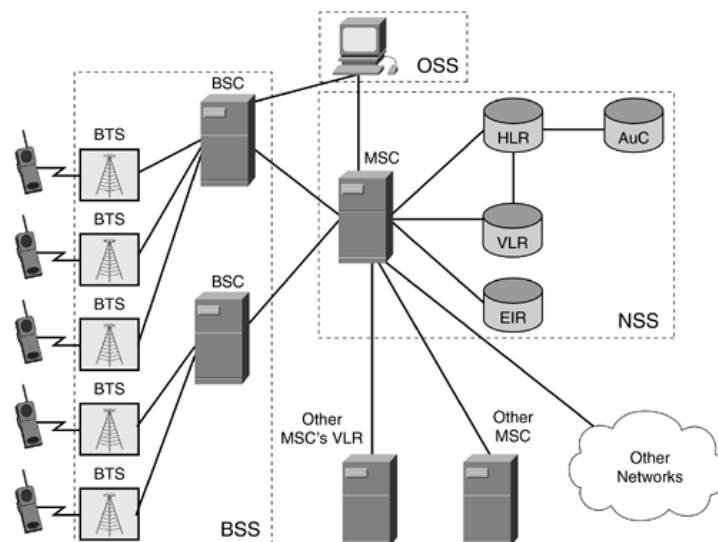 OSS
BSC
BTS
HLR
AuC
MSC
BTS
VLR
BSC
BTS
EIR
NSS
BTS
Other
MSC's VLR
Other
MSC
Other
Networks
BTS
BSS